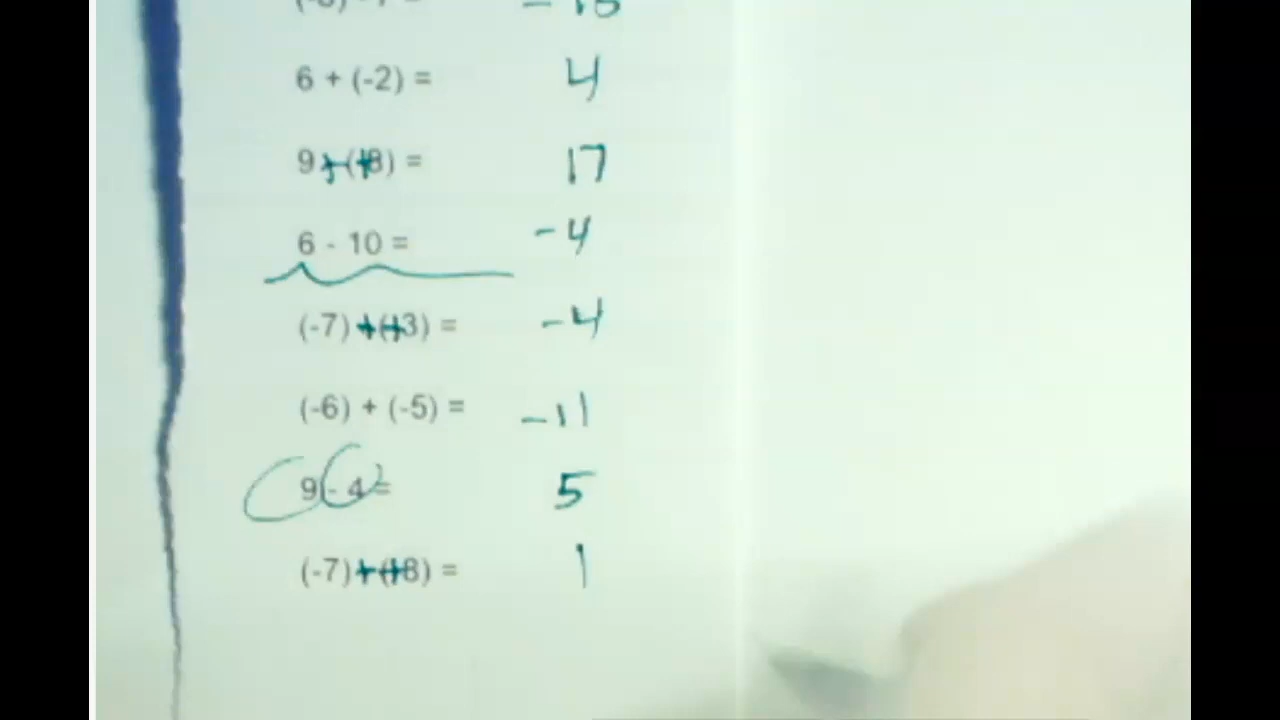 6 + (-2) = 4
9 + (+8) = 17
6 - 10 = -4
(-7) + (+3) = -4
(-6) + (-5) = -11
9 - 4 = 5
(-7) + (+8) = 1